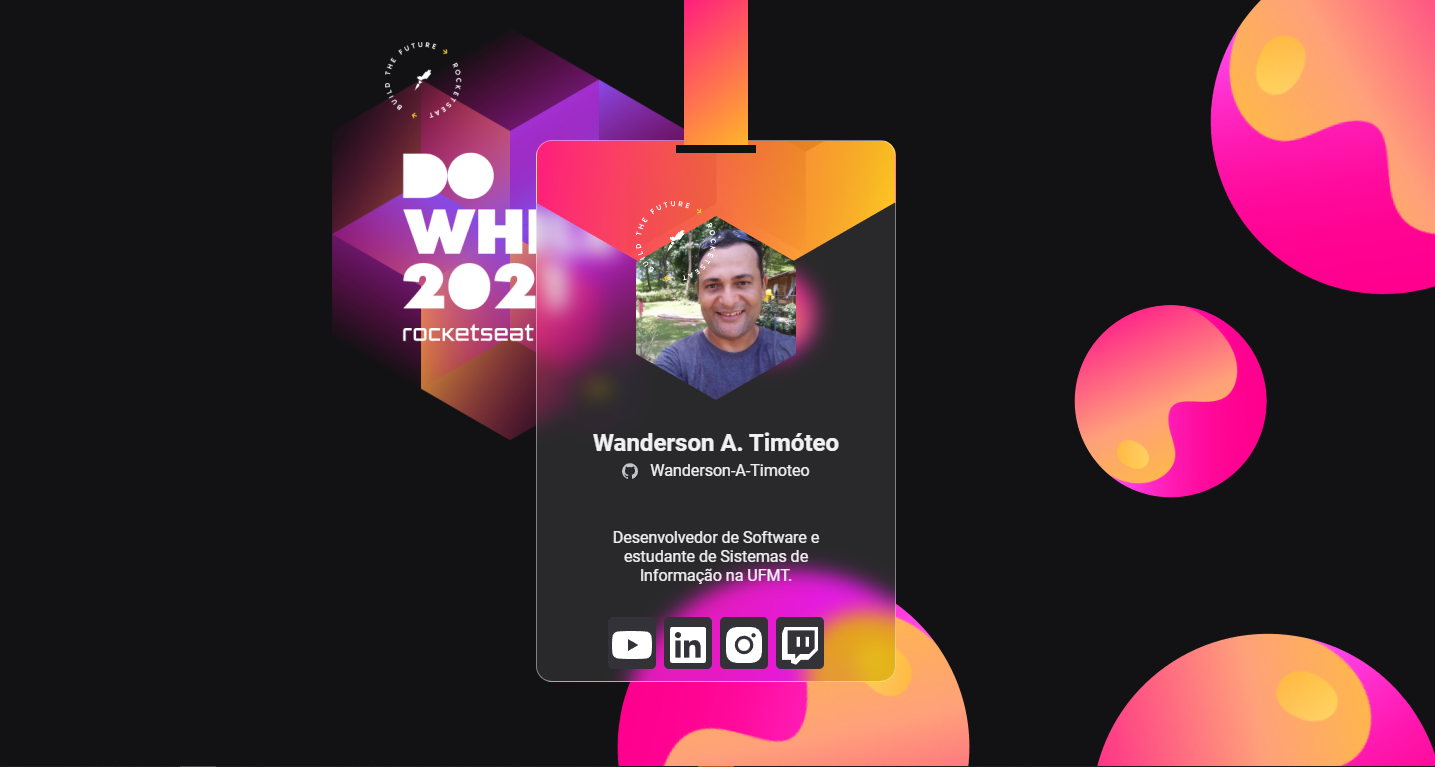 BUILD THE FUTURE → ROCKETSEAT →
DO
WHI
202
rocketseat
BUILD THE FUTURE → ROCKETSEAT →
Wanderson A. Timóteo
Wanderson-A-Timoteo
Desenvolvedor de Software e
estudante de Sistemas de
Informação na UFMT.
in